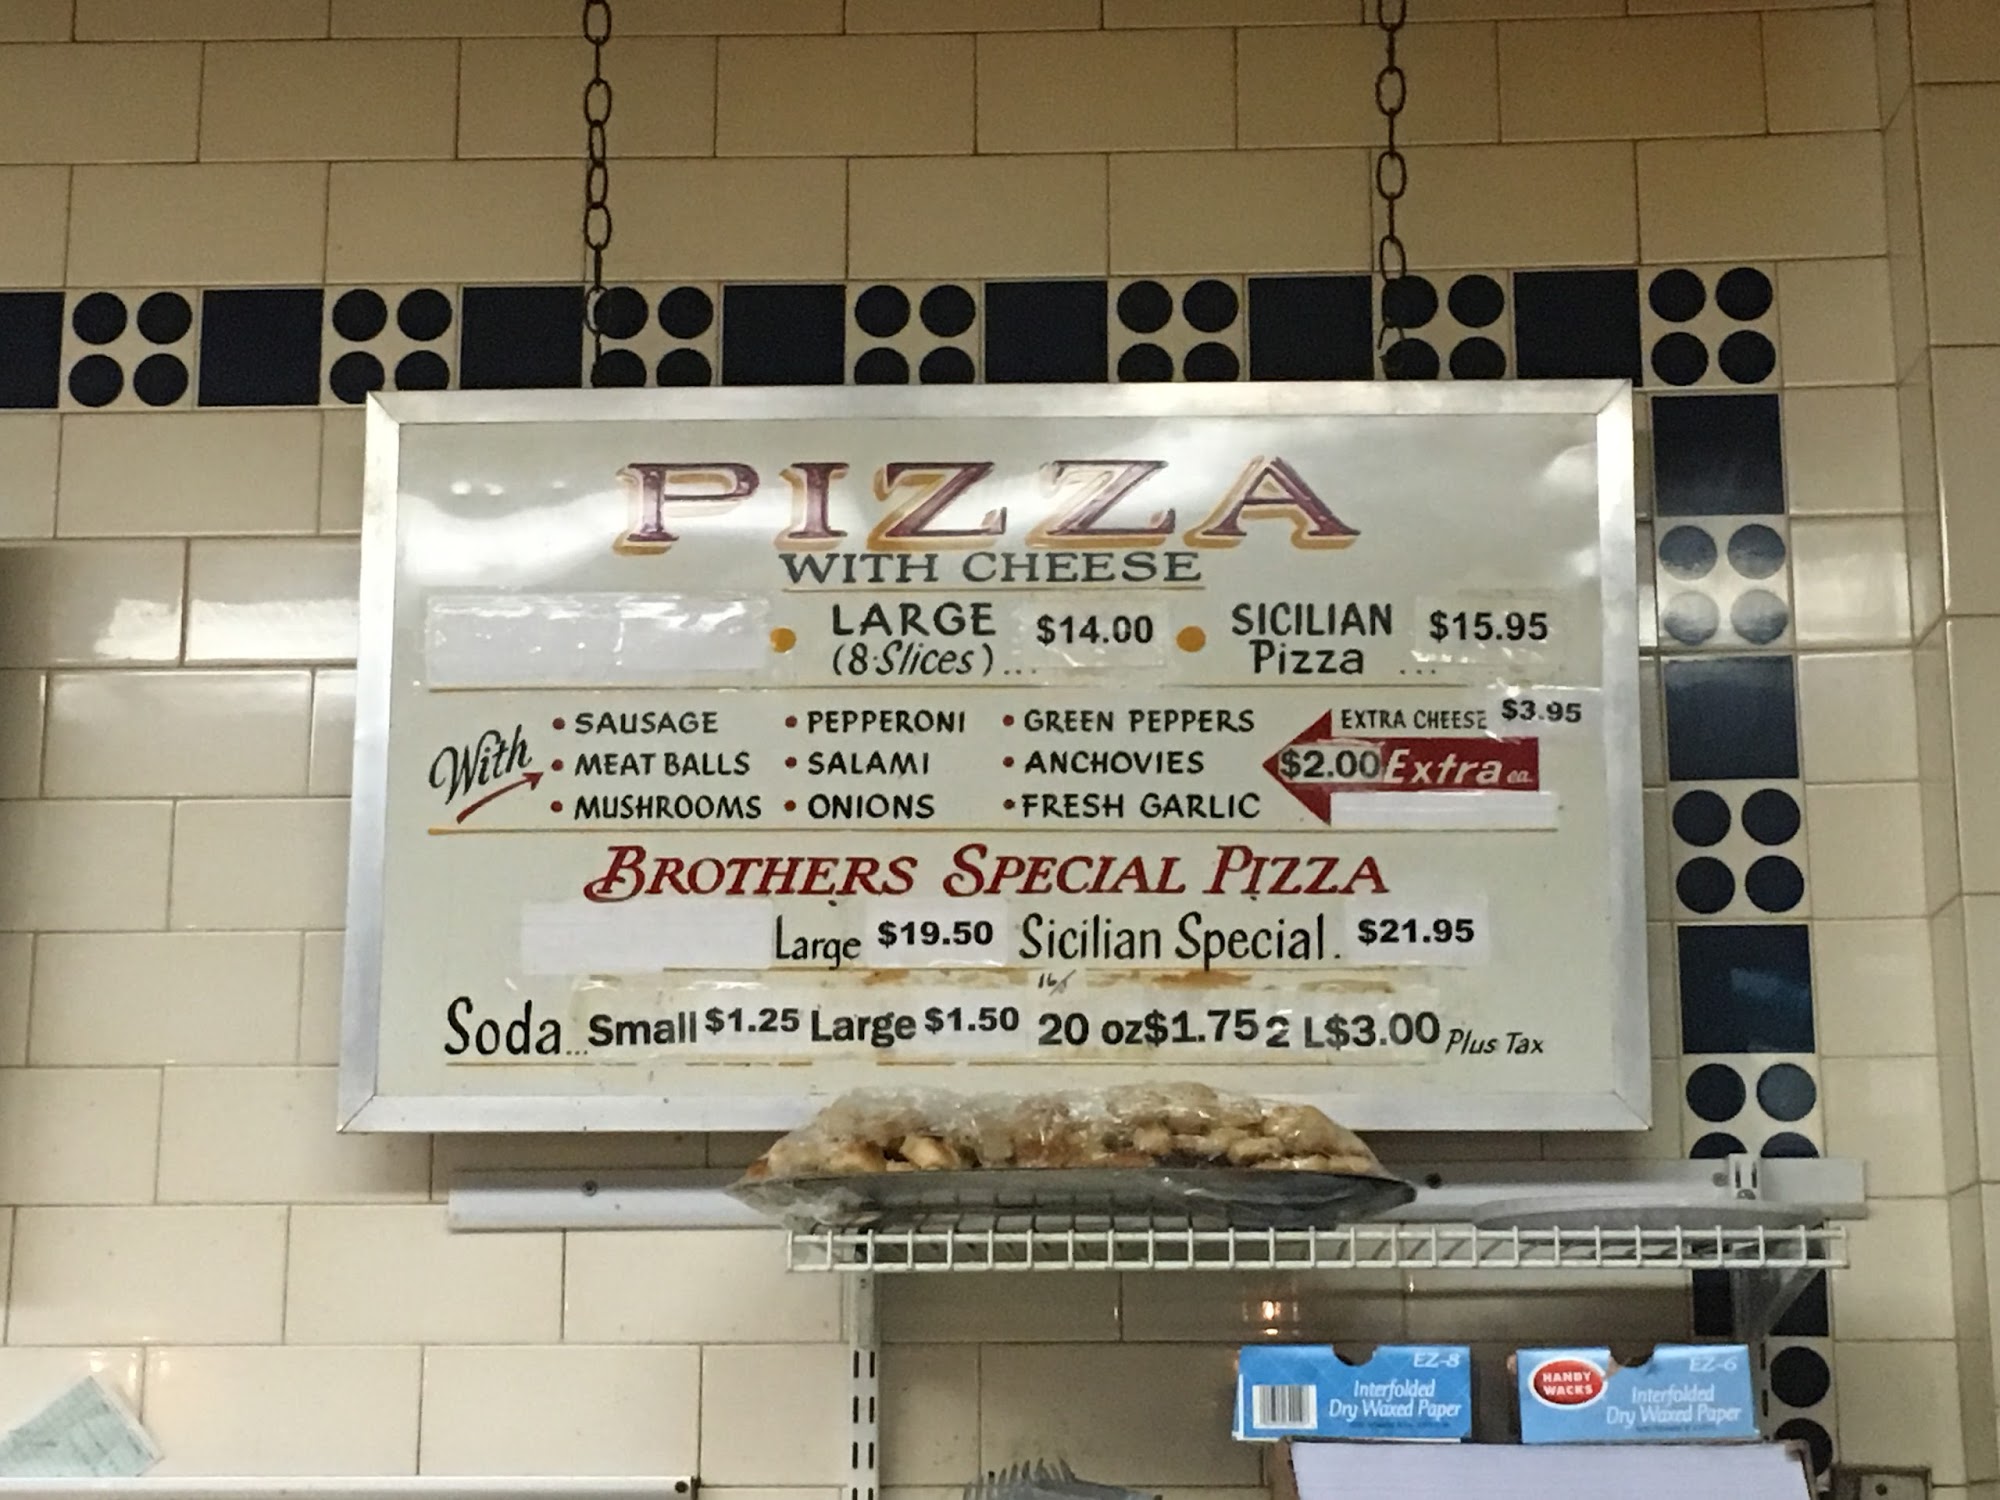 PIZZA
WITH CHEESE
LARGE $14.00 • SICILIAN $15.95
(8 Slices)... Pizza ...
With • SAUSAGE • PEPPERONI • GREEN PEPPERS EXTRA CHEESE $3.95
• MEAT BALLS • SALAMI • ANCHOVIES $2.00 Extra ea.
• MUSHROOMS • ONIONS • FRESH GARLIC
BROTHERS SPECIAL PIZZA
Large $19.50 Sicilian Special. $21.95
Soda... Small $1.25 Large $1.50 20 oz $1.75 2 L $3.00 Plus Tax
EZ-8
Interfolded
Dry Waxed Paper
HANDY
WACKS
EZ-6
Interfolded
Dry Waxed Paper